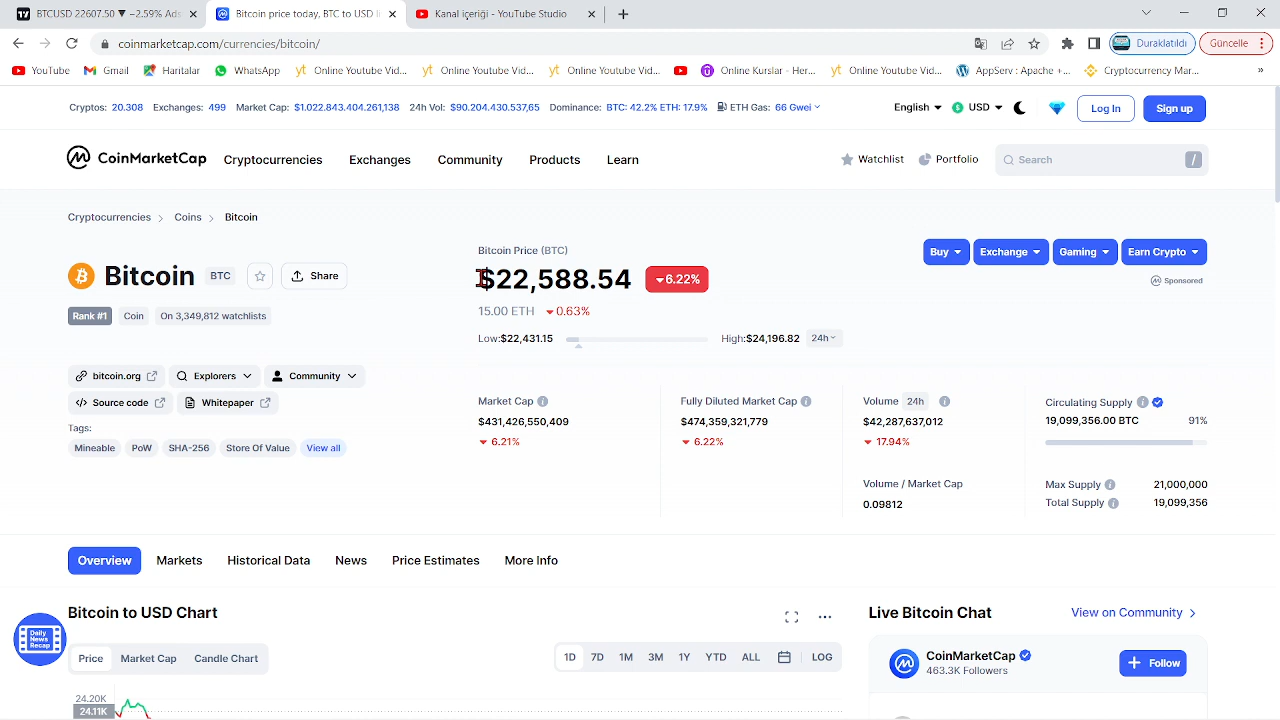 BTCUSD 22607.50 ▼ −2.59% Ads
Bitcoin price today, BTC to USD li
Kanal içeriği - YouTube Studio
coinmarketcap.com/currencies/bitcoin/
Duraklatıldı
Güncelle
YouTube
Gmail
Haritalar
WhatsApp
Online Youtube Vid...
Online Youtube Vid...
Online Youtube Vid...
Online Kurslar - Her...
Online Youtube Vid...
AppServ : Apache +...
Cryptocurrency Mar...
»
Cryptos: 20.308 Exchanges: 499 Market Cap: $1.022.843.404.261,138 24h Vol: $90.204.430.537,65 Dominance: BTC: 42.2% ETH: 17.9% ETH Gas: 66 Gwei
English USD Log In Sign up
CoinMarketCap Cryptocurrencies Exchanges Community Products Learn
Watchlist Portfolio Search /
Cryptocurrencies > Coins > Bitcoin
Bitcoin Price (BTC)
Buy Exchange Gaming Earn Crypto
Bitcoin BTC Share
$22,588.54 6.22%
Sponsored
Rank #1 Coin On 3,349,812 watchlists
15.00 ETH 0.63%
Low:$22,431.15 High:$24,196.82 24h
bitcoin.org Explorers Community
Source code Whitepaper
Tags:
Mineable PoW SHA-256 Store Of Value View all
Market Cap
$431,426,550,409
6.21%
Fully Diluted Market Cap
$474,359,321,779
6.22%
Volume 24h
$42,287,637,012
17.94%
Volume / Market Cap
0.09812
Circulating Supply
19,099,356.00 BTC 91%
Max Supply 21,000,000
Total Supply 19,099,356
Overview Markets Historical Data News Price Estimates More Info
Bitcoin to USD Chart
Daily
News
Recap
Price Market Cap Candle Chart
1D 7D 1M 3M 1Y YTD ALL LOG
24.20K
24.11K
Live Bitcoin Chat View on Community >
CoinMarketCap
463.3K Followers
+ Follow